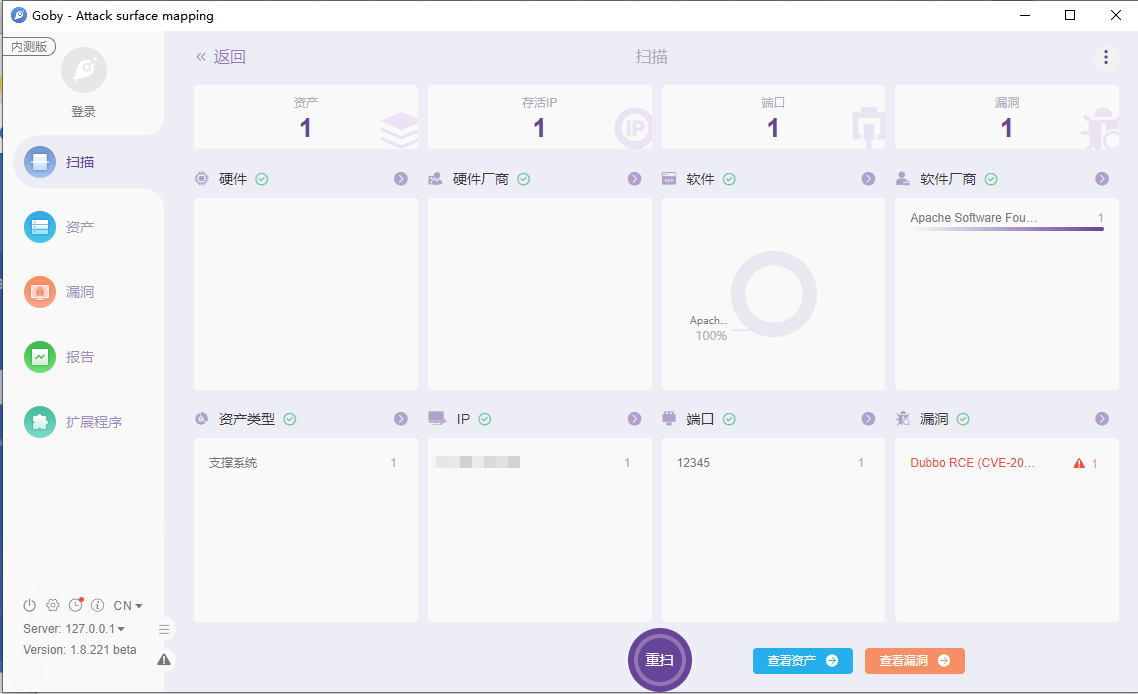 Goby - Attack surface mapping
内测版
登录
扫描
资产
漏洞
报告
扩展程序
CN
Server: 127.0.0.1
Version: 1.8.221 beta
« 返回
扫描
资产
1
存活IP
1
IP
端口
1
漏洞
1
硬件
硬件厂商
软件
软件厂商
Apach...
100%
Apache Software Fou... 1
资产类型
IP
端口
漏洞
支撑系统 1
1
12345 1
Dubbo RCE (CVE-20... 1
重扫
查看资产
查看漏洞